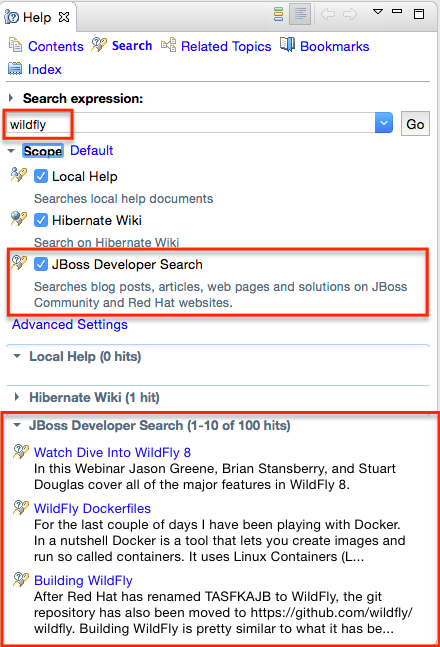 Help
Contents Search Related Topics Bookmarks
Index
Search expression:
wildfly Go
Scope Default
Local Help
Searches local help documents
Hibernate Wiki
Search on Hibernate Wiki
JBoss Developer Search
Searches blog posts, articles, web pages and solutions on JBoss
Community and Red Hat websites.
Advanced Settings
Local Help (0 hits)
Hibernate Wiki (1 hit)
JBoss Developer Search (1-10 of 100 hits)
Watch Dive Into WildFly 8
In this Webinar Jason Greene, Brian Stansberry, and Stuart
Douglas cover all of the major features in WildFly 8.
WildFly Dockerfiles
For the last couple of days I have been playing with Docker.
In a nutshell Docker is a tool that lets you create images and
run so called containers. It uses Linux Containers (L...
Building WildFly
After Red Hat has renamed TASFKAJB to WildFly, the git
repository has also been moved to https://github.com/wildfly/
wildfly. Building WildFly is pretty similar to what it has be...